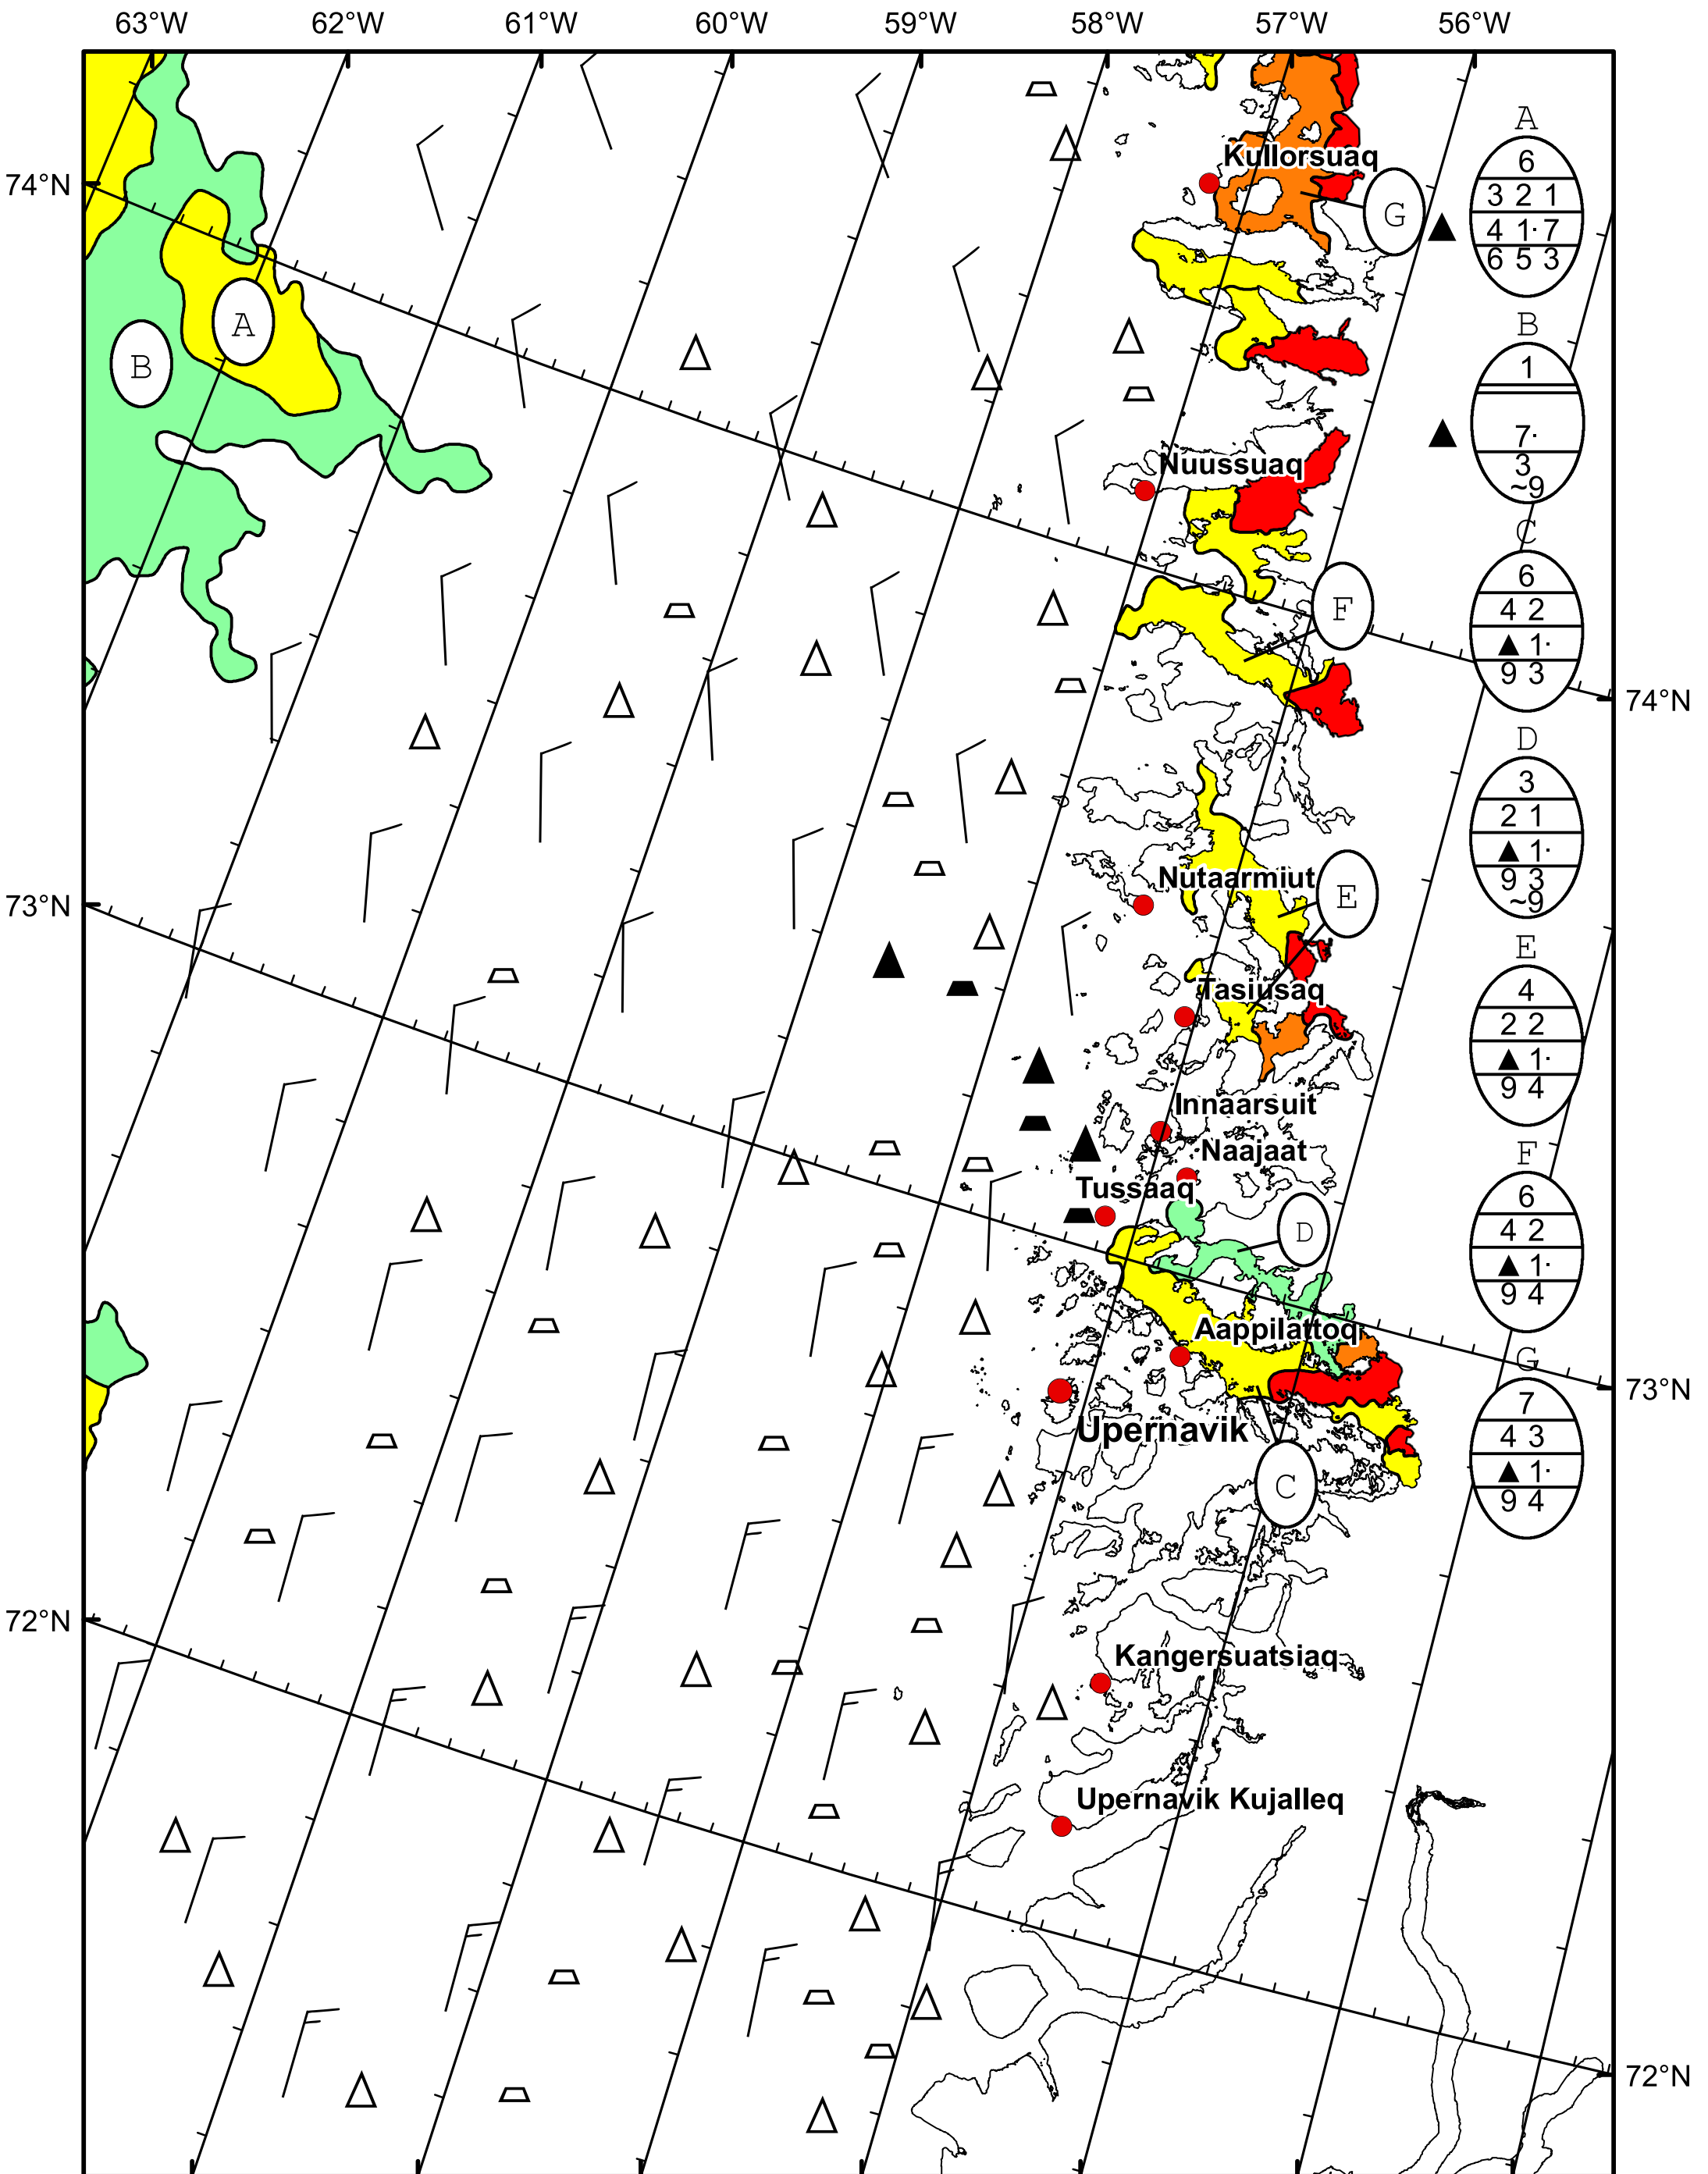 63°W 62°W 61°W 60°W 59°W 58°W 57°W 56°W
74°N
Kullorsuaq
G
A
B
Nuussuaq
F
74°N
73°N
Nutaarmiut
E
Tasiusaq
Innaarsuit
Naajaat
Tussaaq
D
Aappilattoq
73°N
Upernavik
C
72°N
Kangersuatsiaq
Upernavik Kujalleq
72°N
A
6
3 2 1
4 1· 7
6 5 3
B
1
7·
3
~9
C
6
4 2
▲ 1·
9 3
D
3
2 1
▲ 1·
9 3
~9
E
4
2 2
▲ 1·
9 4
F
6
4 2
▲ 1·
9 4
G
7
4 3
▲ 1·
9 4